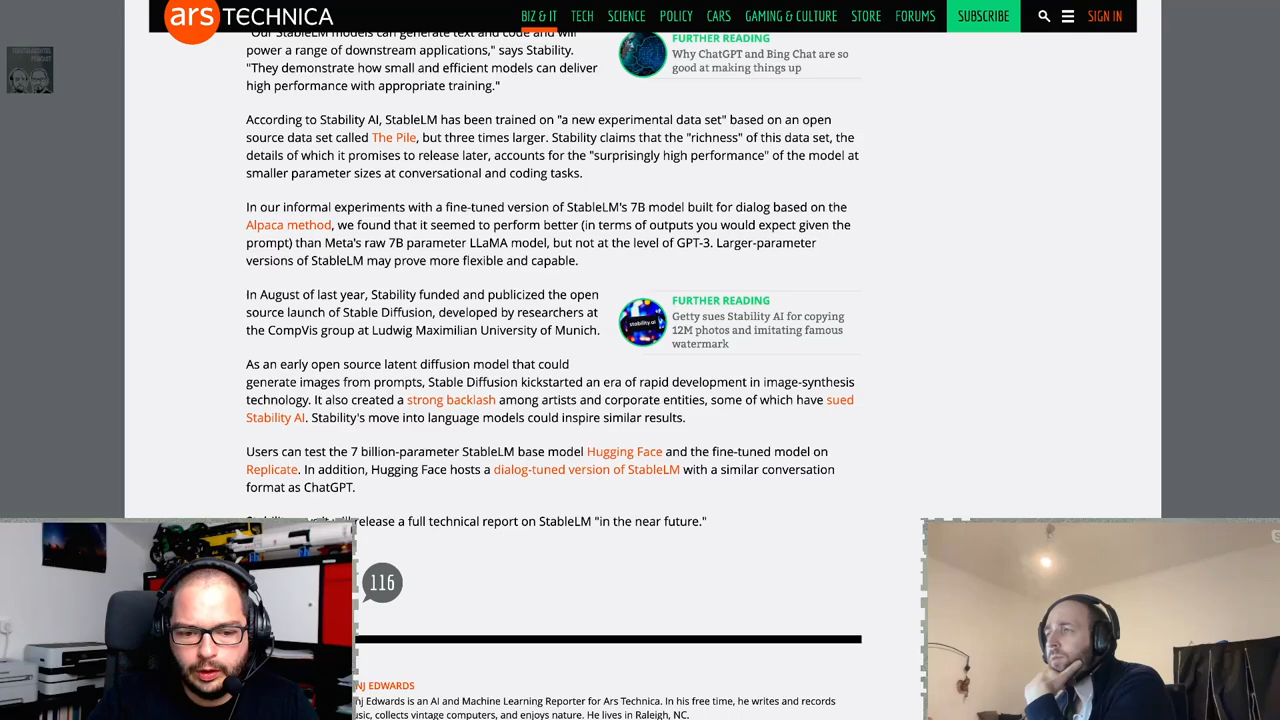 ars TECHNICA
BIZ & IT TECH SCIENCE POLICY CARS GAMING & CULTURE STORE FORUMS SUBSCRIBE SIGN IN
"Our StableLM models can generate text and code and will
power a range of downstream applications," says Stability.
"They demonstrate how small and efficient models can deliver
high performance with appropriate training."
FURTHER READING
Why ChatGPT and Bing Chat are so
good at making things up
According to Stability AI, StableLM has been trained on "a new experimental data set" based on an open
source data set called The Pile, but three times larger. Stability claims that the "richness" of this data set, the
details of which it promises to release later, accounts for the "surprisingly high performance" of the model at
smaller parameter sizes at conversational and coding tasks.
In our informal experiments with a fine-tuned version of StableLM's 7B model built for dialog based on the
Alpaca method, we found that it seemed to perform better (in terms of outputs you would expect given the
prompt) than Meta's raw 7B parameter LLaMA model, but not at the level of GPT-3. Larger-parameter
versions of StableLM may prove more flexible and capable.
In August of last year, Stability funded and publicized the open
source launch of Stable Diffusion, developed by researchers at
the CompVis group at Ludwig Maximilian University of Munich.
FURTHER READING
stability.ai
Getty sues Stability AI for copying
12M photos and imitating famous
watermark
As an early open source latent diffusion model that could
generate images from prompts, Stable Diffusion kickstarted an era of rapid development in image-synthesis
technology. It also created a strong backlash among artists and corporate entities, some of which have sued
Stability AI. Stability's move into language models could inspire similar results.
Users can test the 7 billion-parameter StableLM base model Hugging Face and the fine-tuned model on
Replicate. In addition, Hugging Face hosts a dialog-tuned version of StableLM with a similar conversation
format as ChatGPT.
release a full technical report on StableLM "in the near future."
116
NJ EDWARDS
nj Edwards is an AI and Machine Learning Reporter for Ars Technica. In his free time, he writes and records
sic, collects vintage computers, and enjoys nature. He lives in Raleigh, NC.